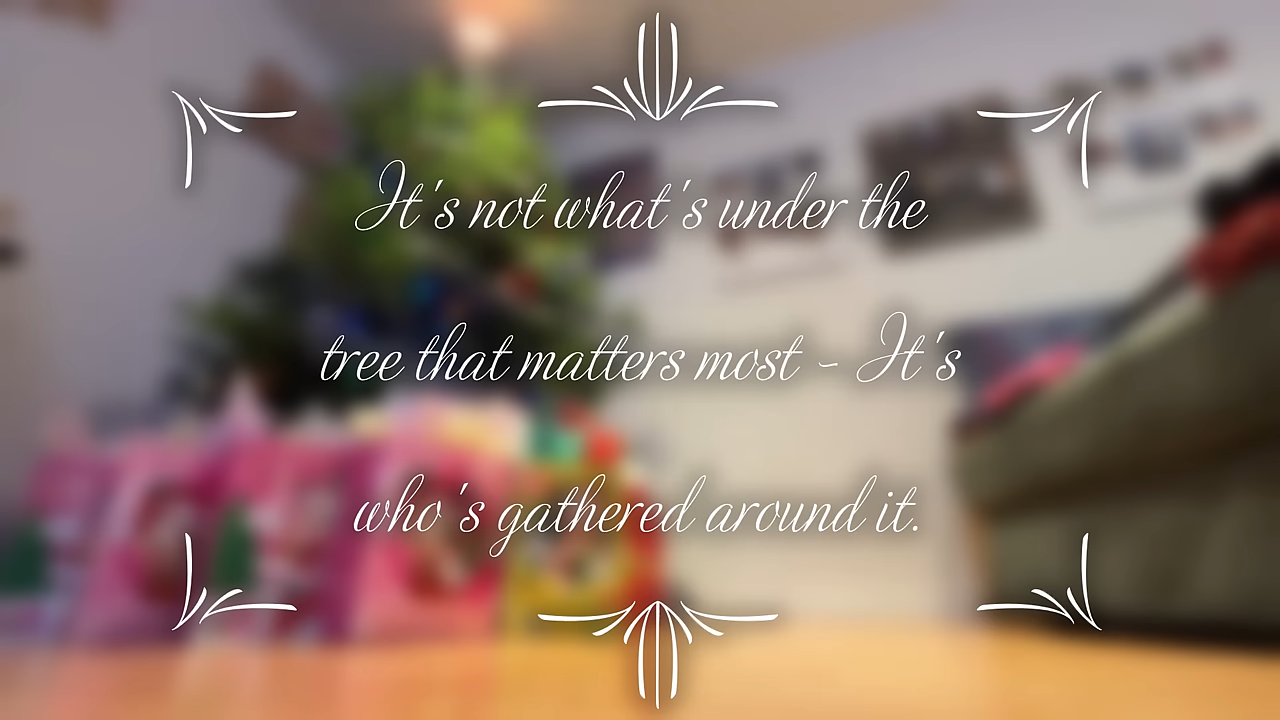 It's not what's under the
tree that matters most - It's
who's gathered around it.